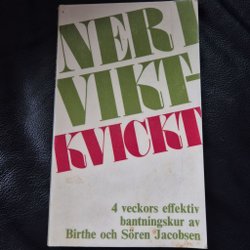 NER I
VIKT-
KVICKT
4 veckors effektiv
bantningskur av
Birthe och Sören Jacobsen